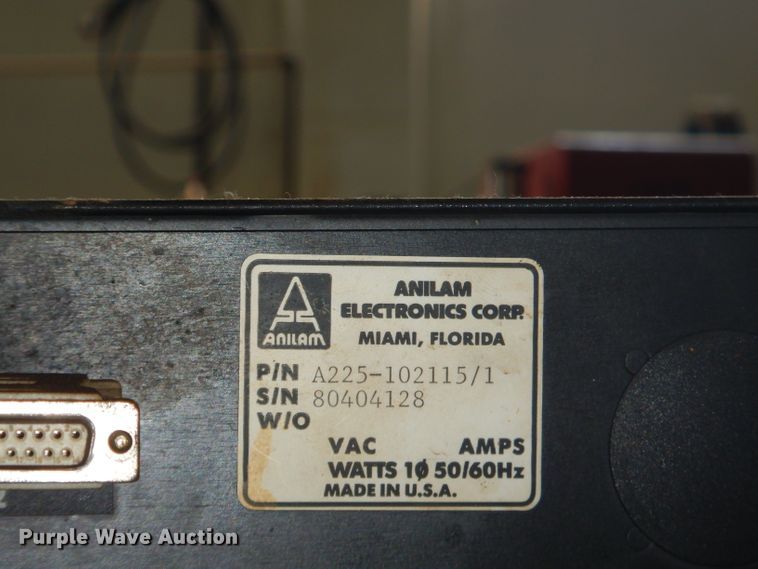 ANILAM
ANILAM
ELECTRONICS CORP.
MIAMI, FLORIDA
P/N A225-102115/1
S/N 80404128
W/O
VAC AMPS
WATTS 1ø 50/60Hz
MADE IN U.S.A.
Purple Wave Auction